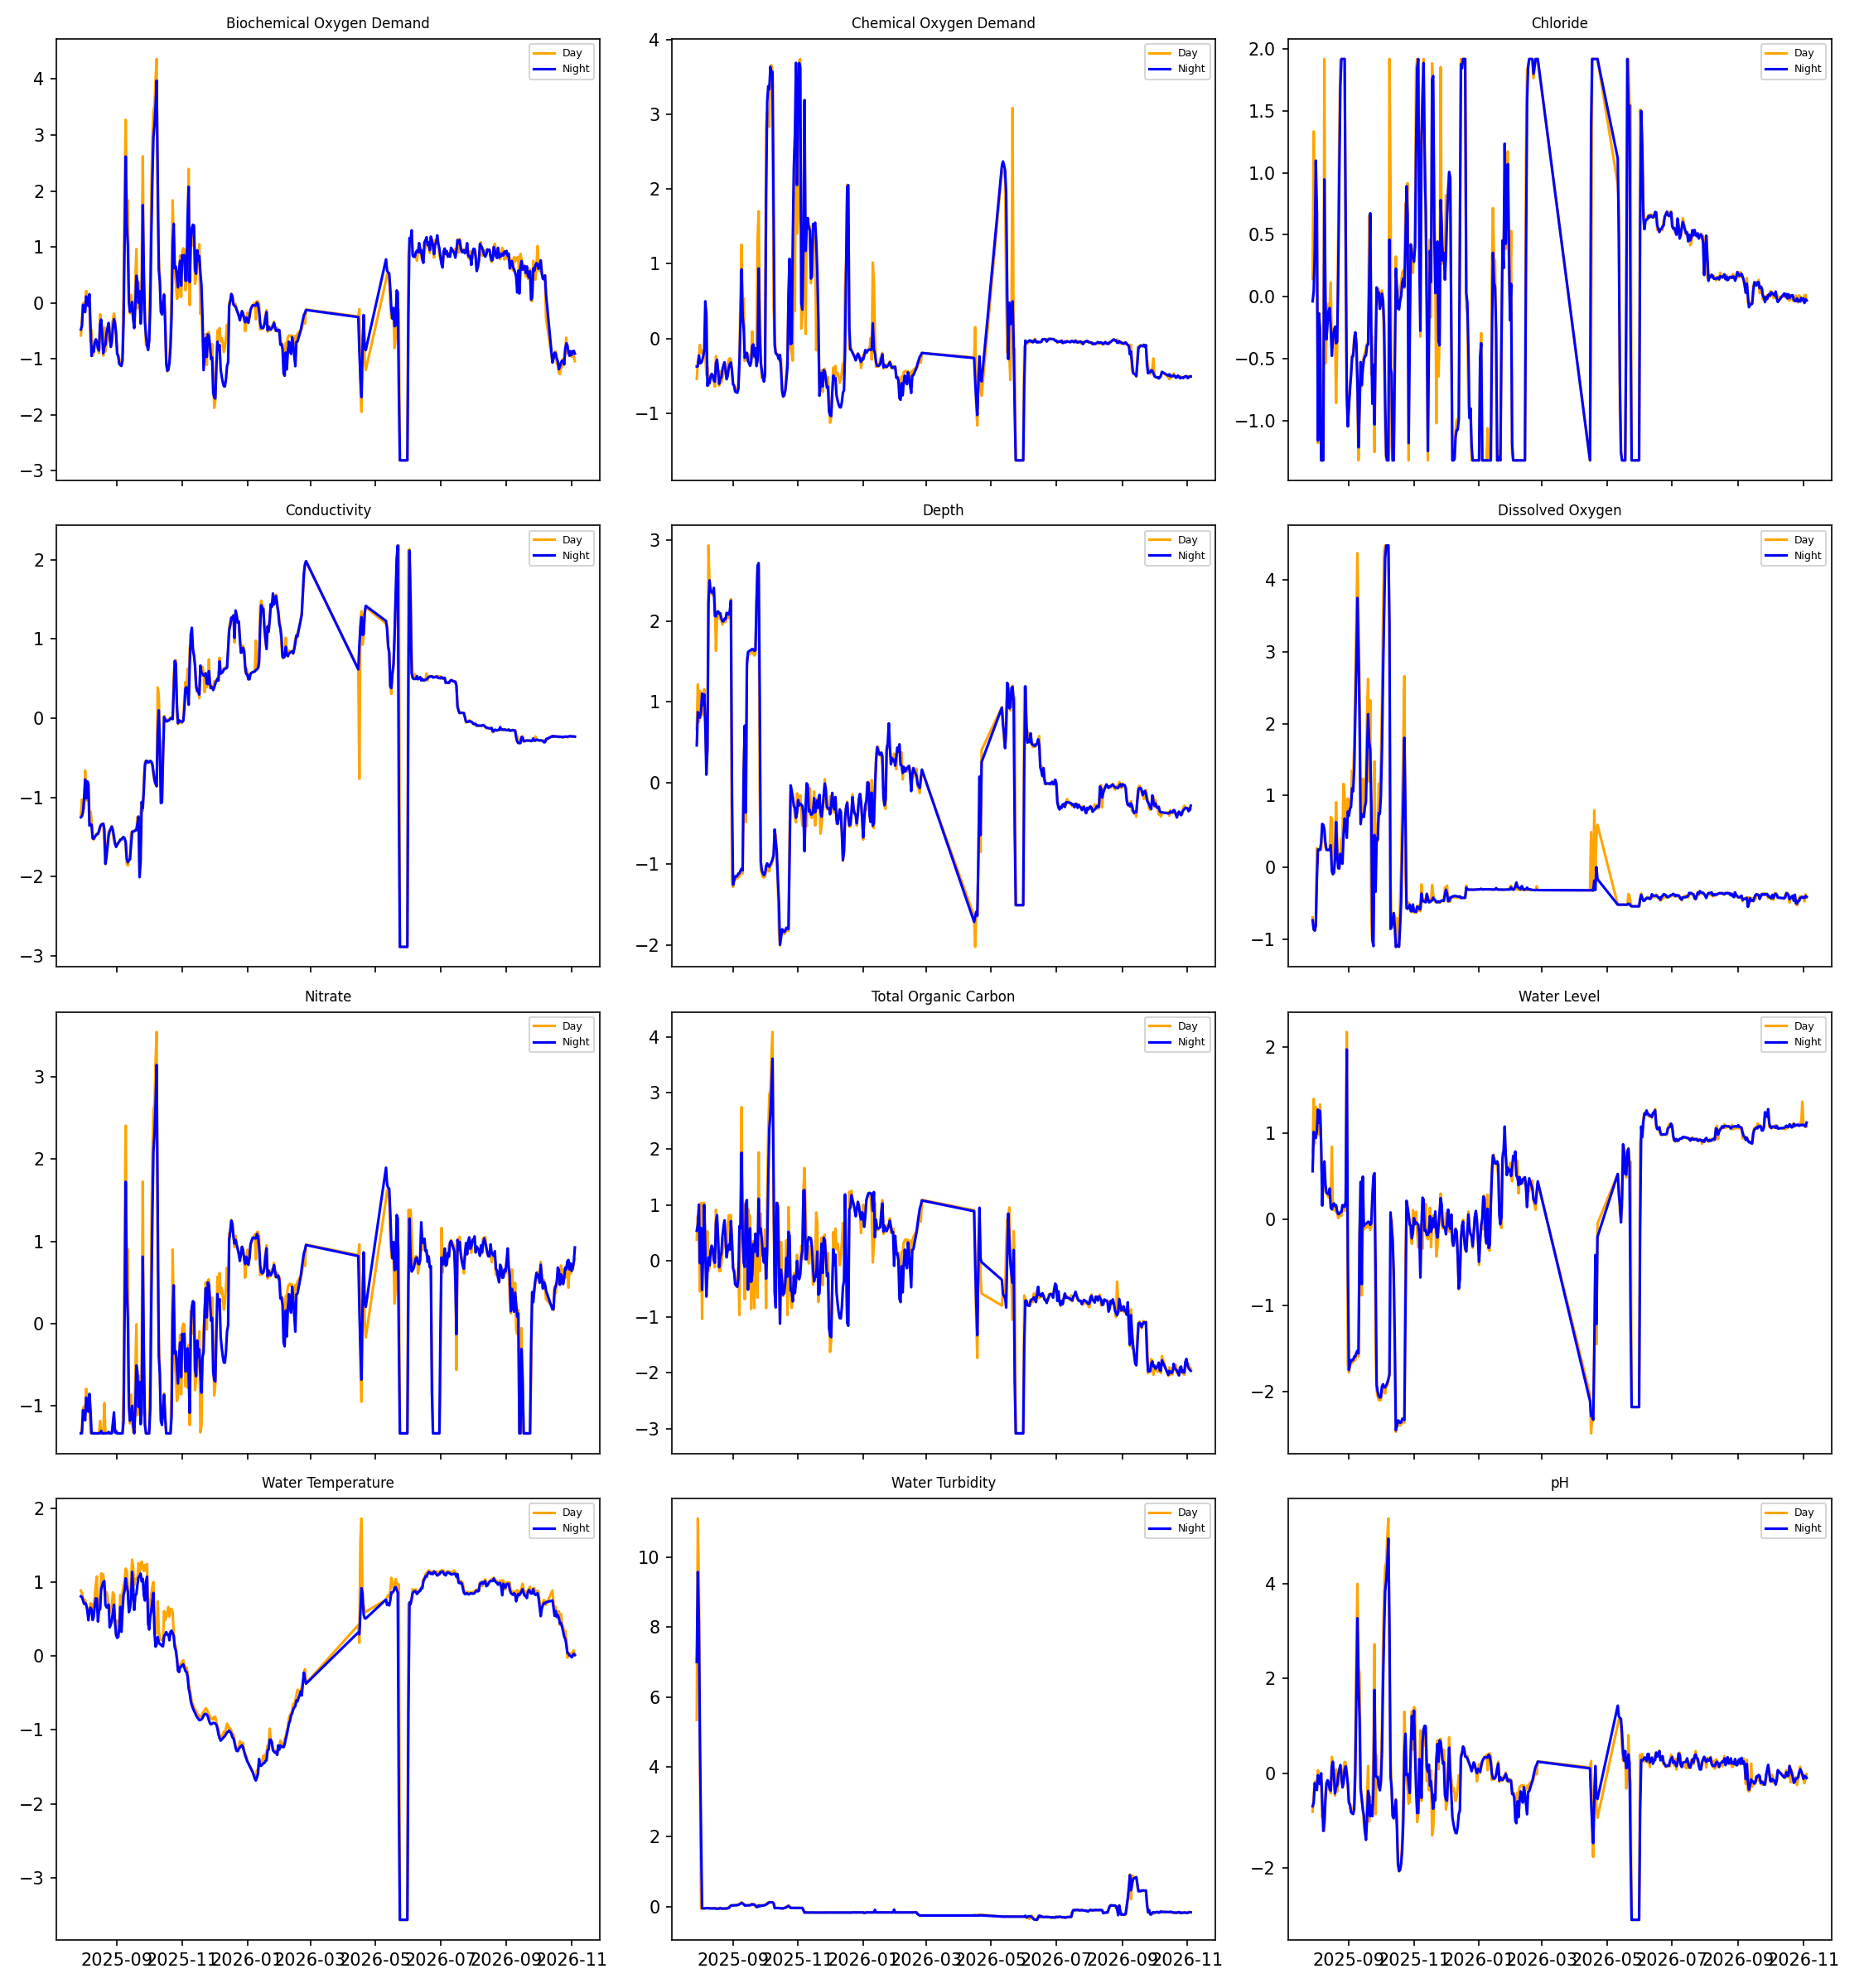 Biochemical Oxygen Demand
Day
Night
4
3
2
1
0
−1
−2
−3
Chemical Oxygen Demand
Day
Night
4
3
2
1
0
−1
Chloride
Day
Night
2.0
1.5
1.0
0.5
0.0
−0.5
−1.0
Conductivity
Day
Night
2
1
0
−1
−2
−3
Depth
Day
Night
3
2
1
0
−1
−2
Dissolved Oxygen
Day
Night
4
3
2
1
0
−1
Nitrate
Day
Night
3
2
1
0
−1
Total Organic Carbon
Day
Night
4
3
2
1
0
−1
−2
−3
Water Level
Day
Night
2
1
0
−1
−2
Water Temperature
Day
Night
2
1
0
−1
−2
−3
2025-09 2025-11 2026-01 2026-03 2026-05 2026-07 2026-09 2026-11
Water Turbidity
Day
Night
10
8
6
4
2
0
2025-09 2025-11 2026-01 2026-03 2026-05 2026-07 2026-09 2026-11
pH
Day
Night
4
2
0
−2
2025-09 2025-11 2026-01 2026-03 2026-05 2026-07 2026-09 2026-11